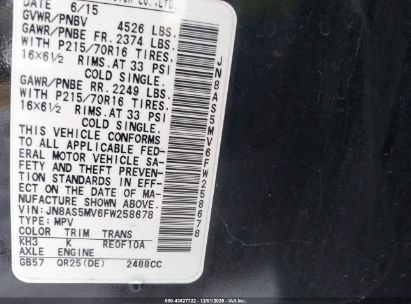 DATE 6/15
CO.,LTD.
GVWR/PNBV 4526 LBS.
GAWR/PNBE FR. 2374 LBS.
WITH P215/70R16 TIRES.
16X6½ RIMS.AT 33 PSI
COLD SINGLE.
GAWR/PNBE RR. 2249 LBS.
WITH P215/70R16 TIRES.
16X6½ RIMS.AT 33 PSI
COLD SINGLE.
THIS VEHICLE CONFORMS
TO ALL APPLICABLE FED-
ERAL MOTOR VEHICLE SA-
FETY AND THEFT PREVENTION
STANDARDS IN EFFECT
ON THE DATE OF MA-
NUFACTURE SHOWN ABOVE.
VIN:JN8AS5MV6FW258678
TYPE: MPV
COLOR TRIM TRANS
KH3 K RE0F10A
AXLE ENGINE
GB57 QR25(DE) 2488CC
JN8AS5MV6FW258678